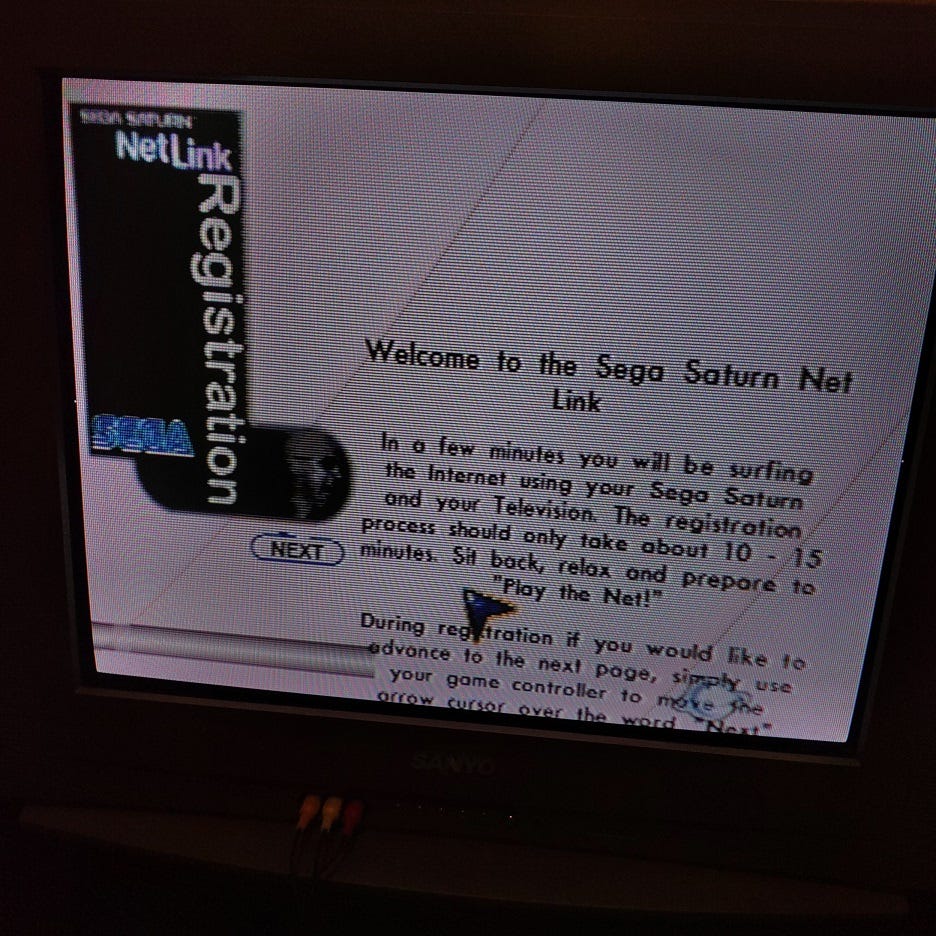 SEGA SATURN
NetLink
Registration
SEGA
NEXT
Welcome to the Sega Saturn Net
Link
In a few minutes you will be surfing
the Internet using your Sega Saturn
and your Television. The registration
process should only take about 10 - 15
minutes. Sit back, relax and prepare to
"Play the Net!"
During registration if you would like to
advance to the next page, simply use
your game controller to move the
arrow cursor over the word "Next"
SANYO